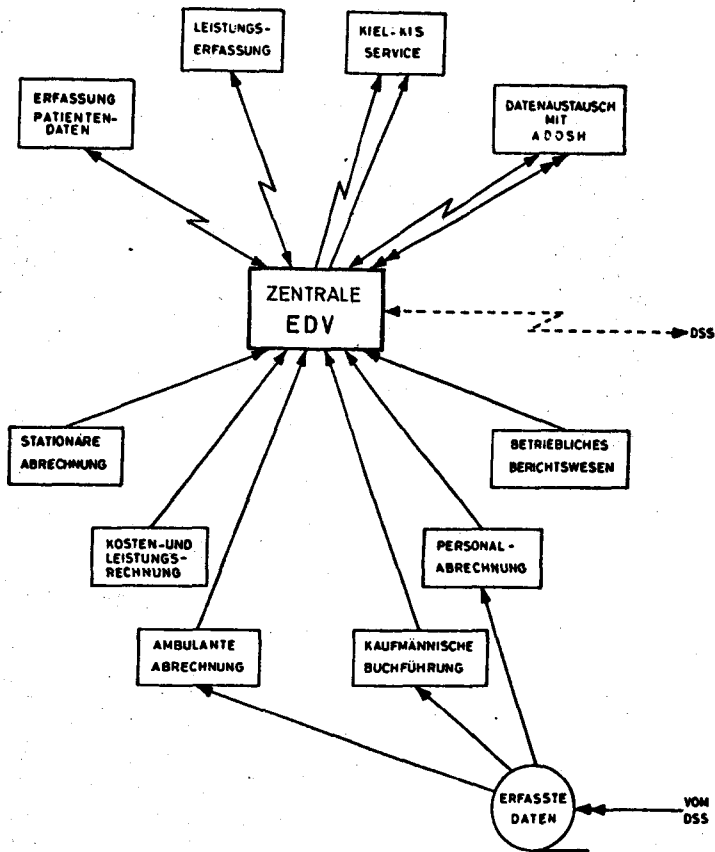 LEISTUNGS-
ERFASSUNG
KIEL-KIS
SERVICE
ERFASSUNG
PATIENTEN-
DATEN
DATENAUSTAUSCH
MIT
ADOSH
ZENTRALE
EDV
DSS
STATIONÄRE
ABRECHNUNG
BETRIEBLICHES
BERICHTSWESEN
KOSTEN-UND
LEISTUNGS-
RECHNUNG
PERSONAL-
ABRECHNUNG
AMBULANTE
ABRECHNUNG
KAUFMÄNNISCHE
BUCHFÜHRUNG
ERFASSTE
DATEN
VOM
DSS